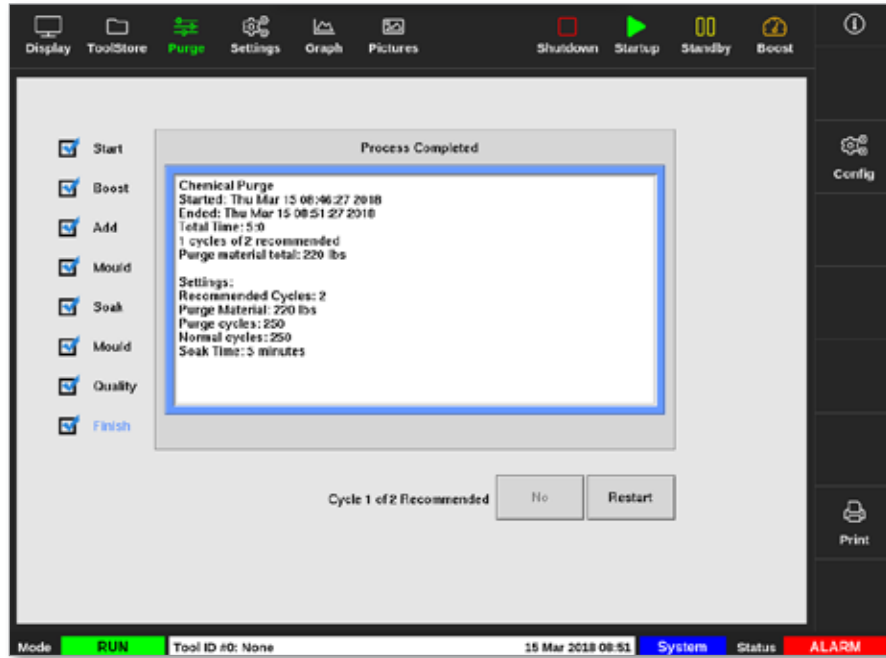 Display ToolStore Purge Settings Graph Pictures Shutdown Startup Standby Boost
Config
Start
Boost
Add
Mould
Soak
Mould
Quality
Finish
Process Completed
Chemical Purge
Started: Thu Mar 15 08:46:27 2018
Ended: Thu Mar 15 08:51:27 2018
Total Time: 5:0
1 cycles of 2 recommended
Purge material total: 220 lbs
Settings:
Recommended Cycles: 2
Purge Material: 220 lbs
Purge cycles: 250
Normal cycles: 250
Soak Time: 5 minutes
Cycle 1 of 2 Recommended No Restart
Print
Mode RUN Tool ID #0: None 15 Mar 2018 08:51 System Status ALARM